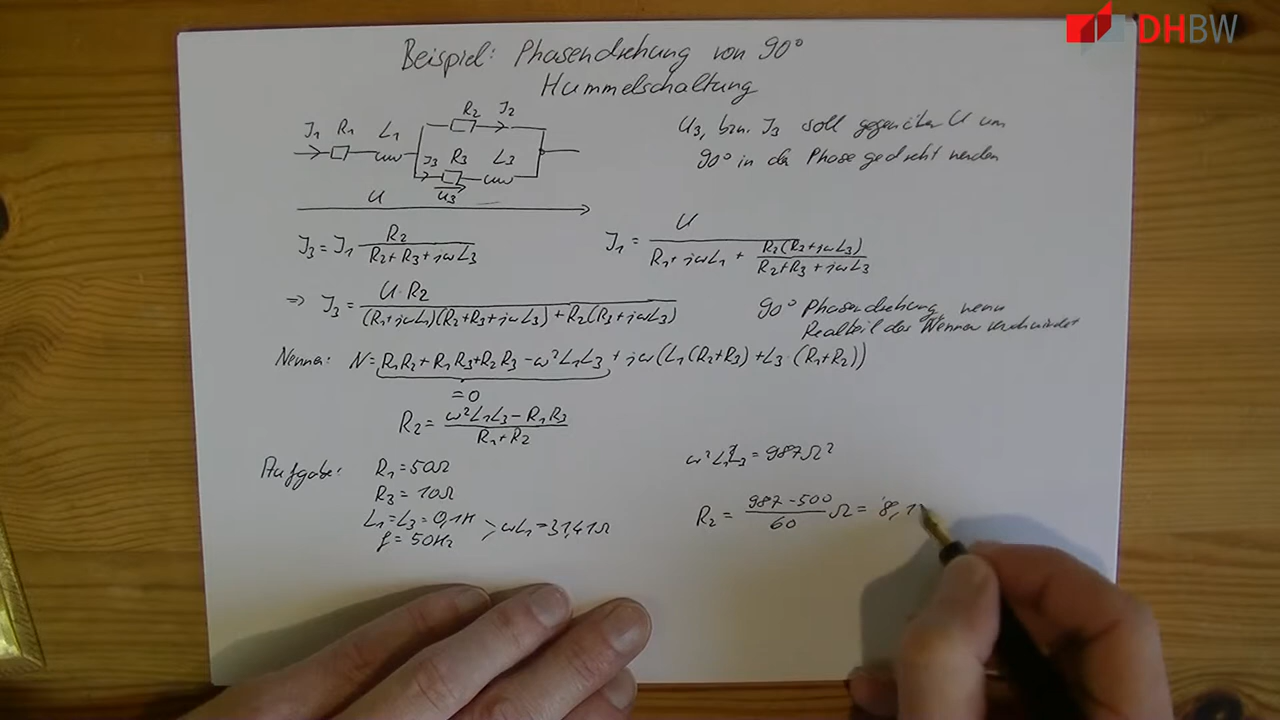 DHBW
Beispiel: Phasendrehung von 90°
Hummelschaltung
J1 R1 L1 R2 J2
J3 R3 L3
U3
U
U3, bzw. J3 soll gegenüber U um
90° in der Phase gedreht werden
J3 = J1 R2 / (R2 + R3 + jωL3)
J1 = U / (R1 + jωL1 + R2(R3 + jωL3) / (R2 + R3 + jωL3))
⇒ J3 = U · R2 / ((R1 + jωL1)(R2 + R3 + jωL3) + R2(R3 + jωL3))
90° Phasendrehung, wenn
Realteil des Nenners verschwindet
Nenner: N = R1R2 + R1R3 + R2R3 − ω²L1L3 + jω(L1(R2+R3) + L3·(R1+R2))
= 0
R2 = (ω²L1L3 − R1R3) / (R1 + R2)
Aufgabe: R1 = 50Ω
R3 = 10Ω
L1 = L3 = 0,1H
f = 50Hz
> ωL1 = 31,41Ω
ω²L1L3 = 987Ω²
R2 = (987 − 500) / 60 Ω = 8,1